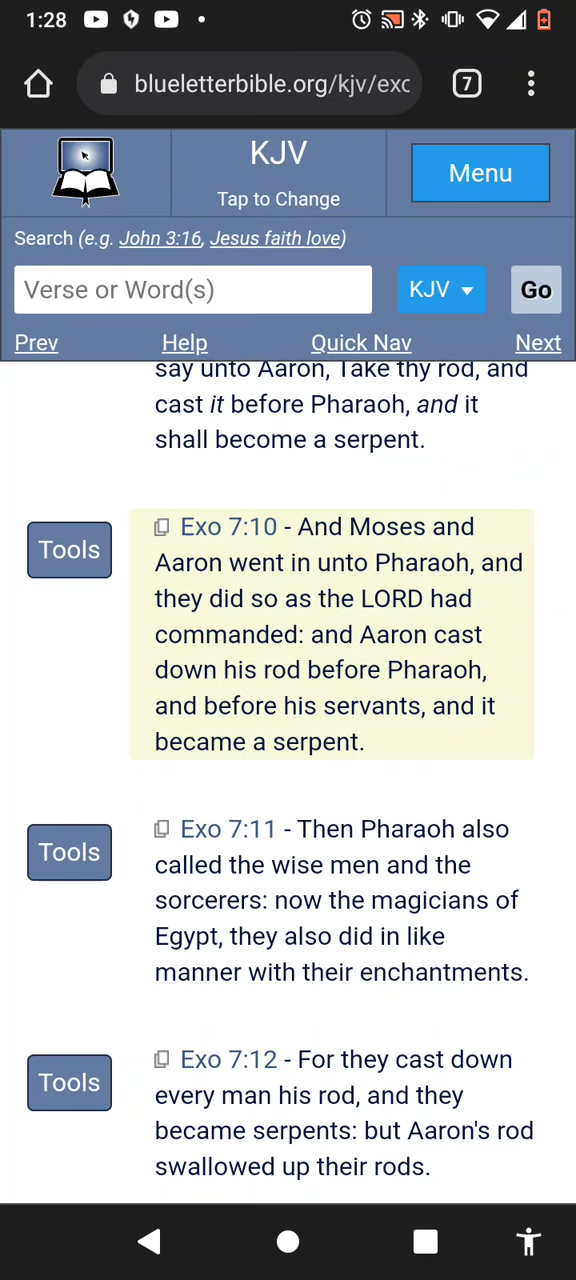 1:28
blueletterbible.org/kjv/exc
7
KJV
Tap to Change
Menu
Search (e.g. John 3:16, Jesus faith love)
Verse or Word(s)
KJV
Go
Prev
Help
Quick Nav
Next
say unto Aaron, Take thy rod, and
cast it before Pharaoh, and it
shall become a serpent.
Tools
Exo 7:10 - And Moses and
Aaron went in unto Pharaoh, and
they did so as the LORD had
commanded: and Aaron cast
down his rod before Pharaoh,
and before his servants, and it
became a serpent.
Tools
Exo 7:11 - Then Pharaoh also
called the wise men and the
sorcerers: now the magicians of
Egypt, they also did in like
manner with their enchantments.
Tools
Exo 7:12 - For they cast down
every man his rod, and they
became serpents: but Aaron's rod
swallowed up their rods.